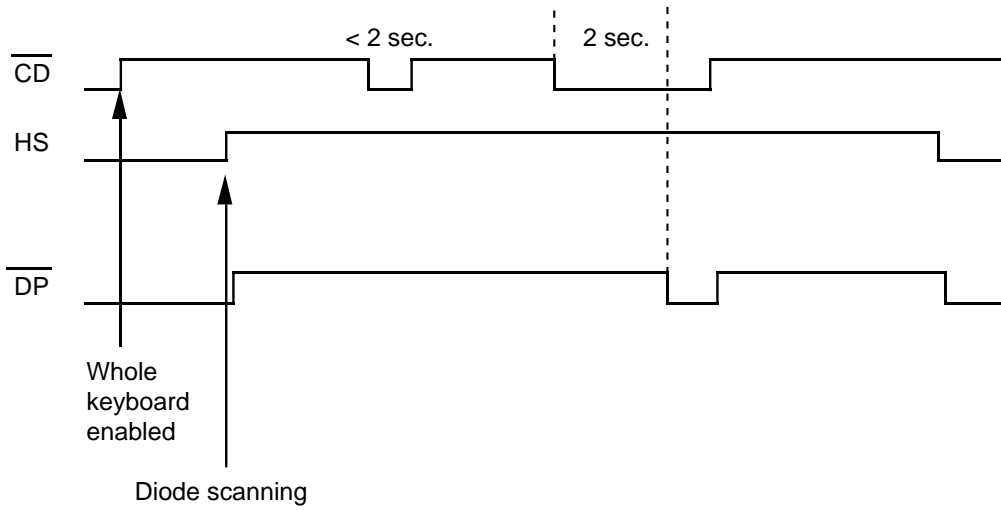 < 2 sec.
2 sec.
CD
HS
DP
Whole
keyboard
enabled
Diode scanning